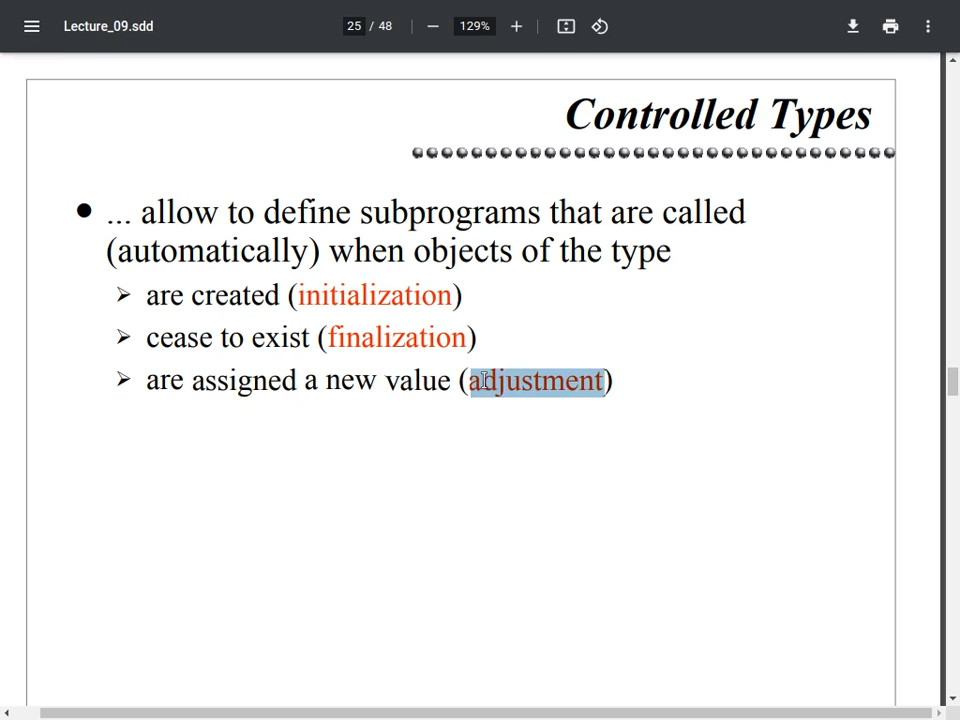 Lecture_09.sdd
25 / 48
129%
Controlled Types
● ... allow to define subprograms that are called
(automatically) when objects of the type
➢ are created (initialization)
➢ cease to exist (finalization)
➢ are assigned a new value (adjustment)